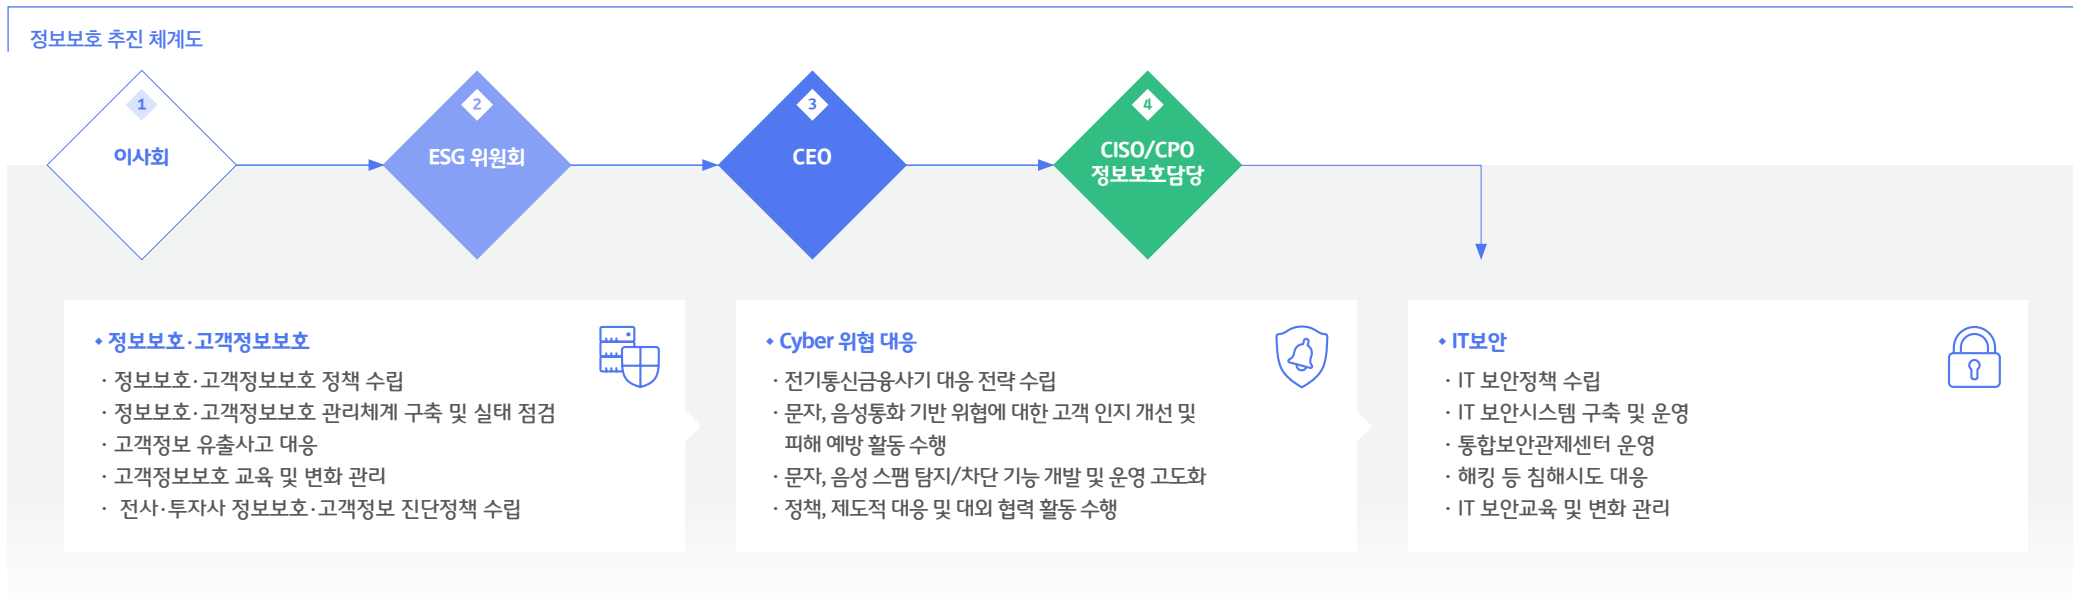 정보보호 추진 체계도
1
이사회
2
ESG 위원회
3
CEO
4
CISO/CPO
정보보호담당
정보보호·고객정보보호
· 정보보호·고객정보보호 정책 수립
· 정보보호·고객정보보호 관리체계 구축 및 실태 점검
· 고객정보 유출사고 대응
· 고객정보보호 교육 및 변화 관리
· 전사·투자사 정보보호·고객정보 진단정책 수립
Cyber 위협 대응
· 전기통신금융사기 대응 전략 수립
· 문자, 음성통화 기반 위협에 대한 고객 인지 개선 및
피해 예방 활동 수행
· 문자, 음성 스팸 탐지/차단 기능 개발 및 운영 고도화
· 정책, 제도적 대응 및 대외 협력 활동 수행
IT보안
· IT 보안정책 수립
· IT 보안시스템 구축 및 운영
· 통합보안관제센터 운영
· 해킹 등 침해시도 대응
· IT 보안교육 및 변화 관리